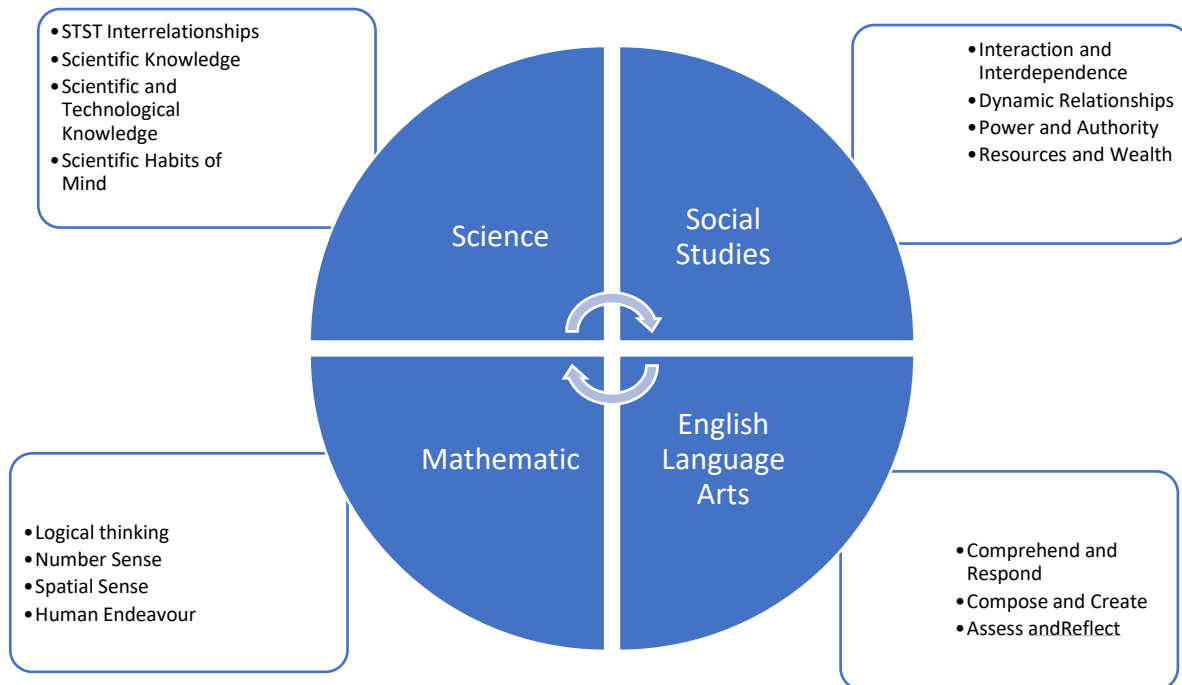 •STST Interrelationships
•Scientific Knowledge
•Scientific and
Technological
Knowledge
•Scientific Habits of
Mind
•Interaction and
Interdependence
•Dynamic Relationships
•Power and Authority
•Resources and Wealth
Science
Social
Studies
Mathematic
English
Language
Arts
•Logical thinking
•Number Sense
•Spatial Sense
•Human Endeavour
•Comprehend and
Respond
•Compose and Create
•Assess andReflect